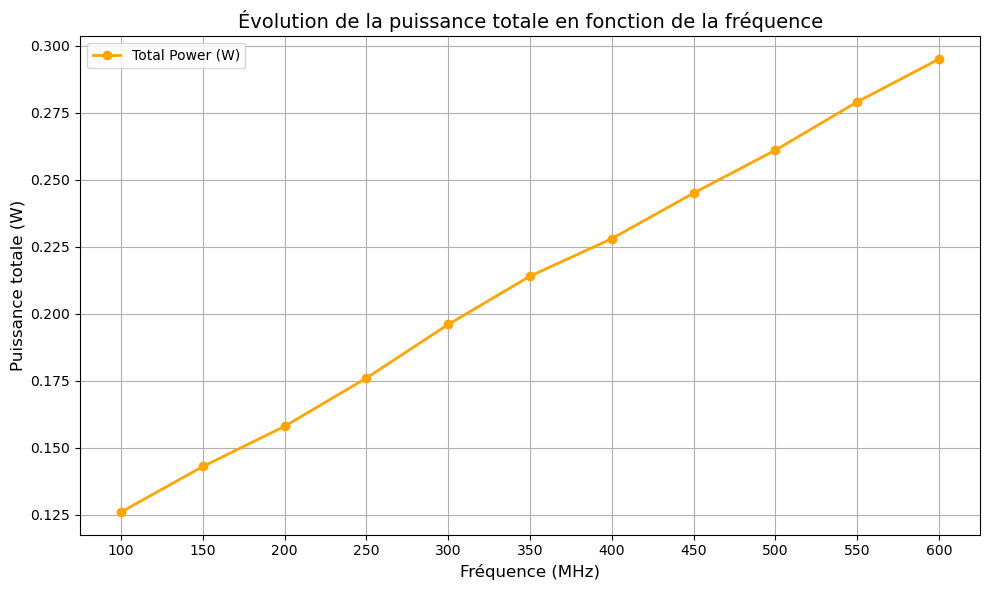 Évolution de la puissance totale en fonction de la fréquence
Total Power (W)
Puissance totale (W)
0.300
0.275
0.250
0.225
0.200
0.175
0.150
0.125
100 150 200 250 300 350 400 450 500 550 600
Fréquence (MHz)